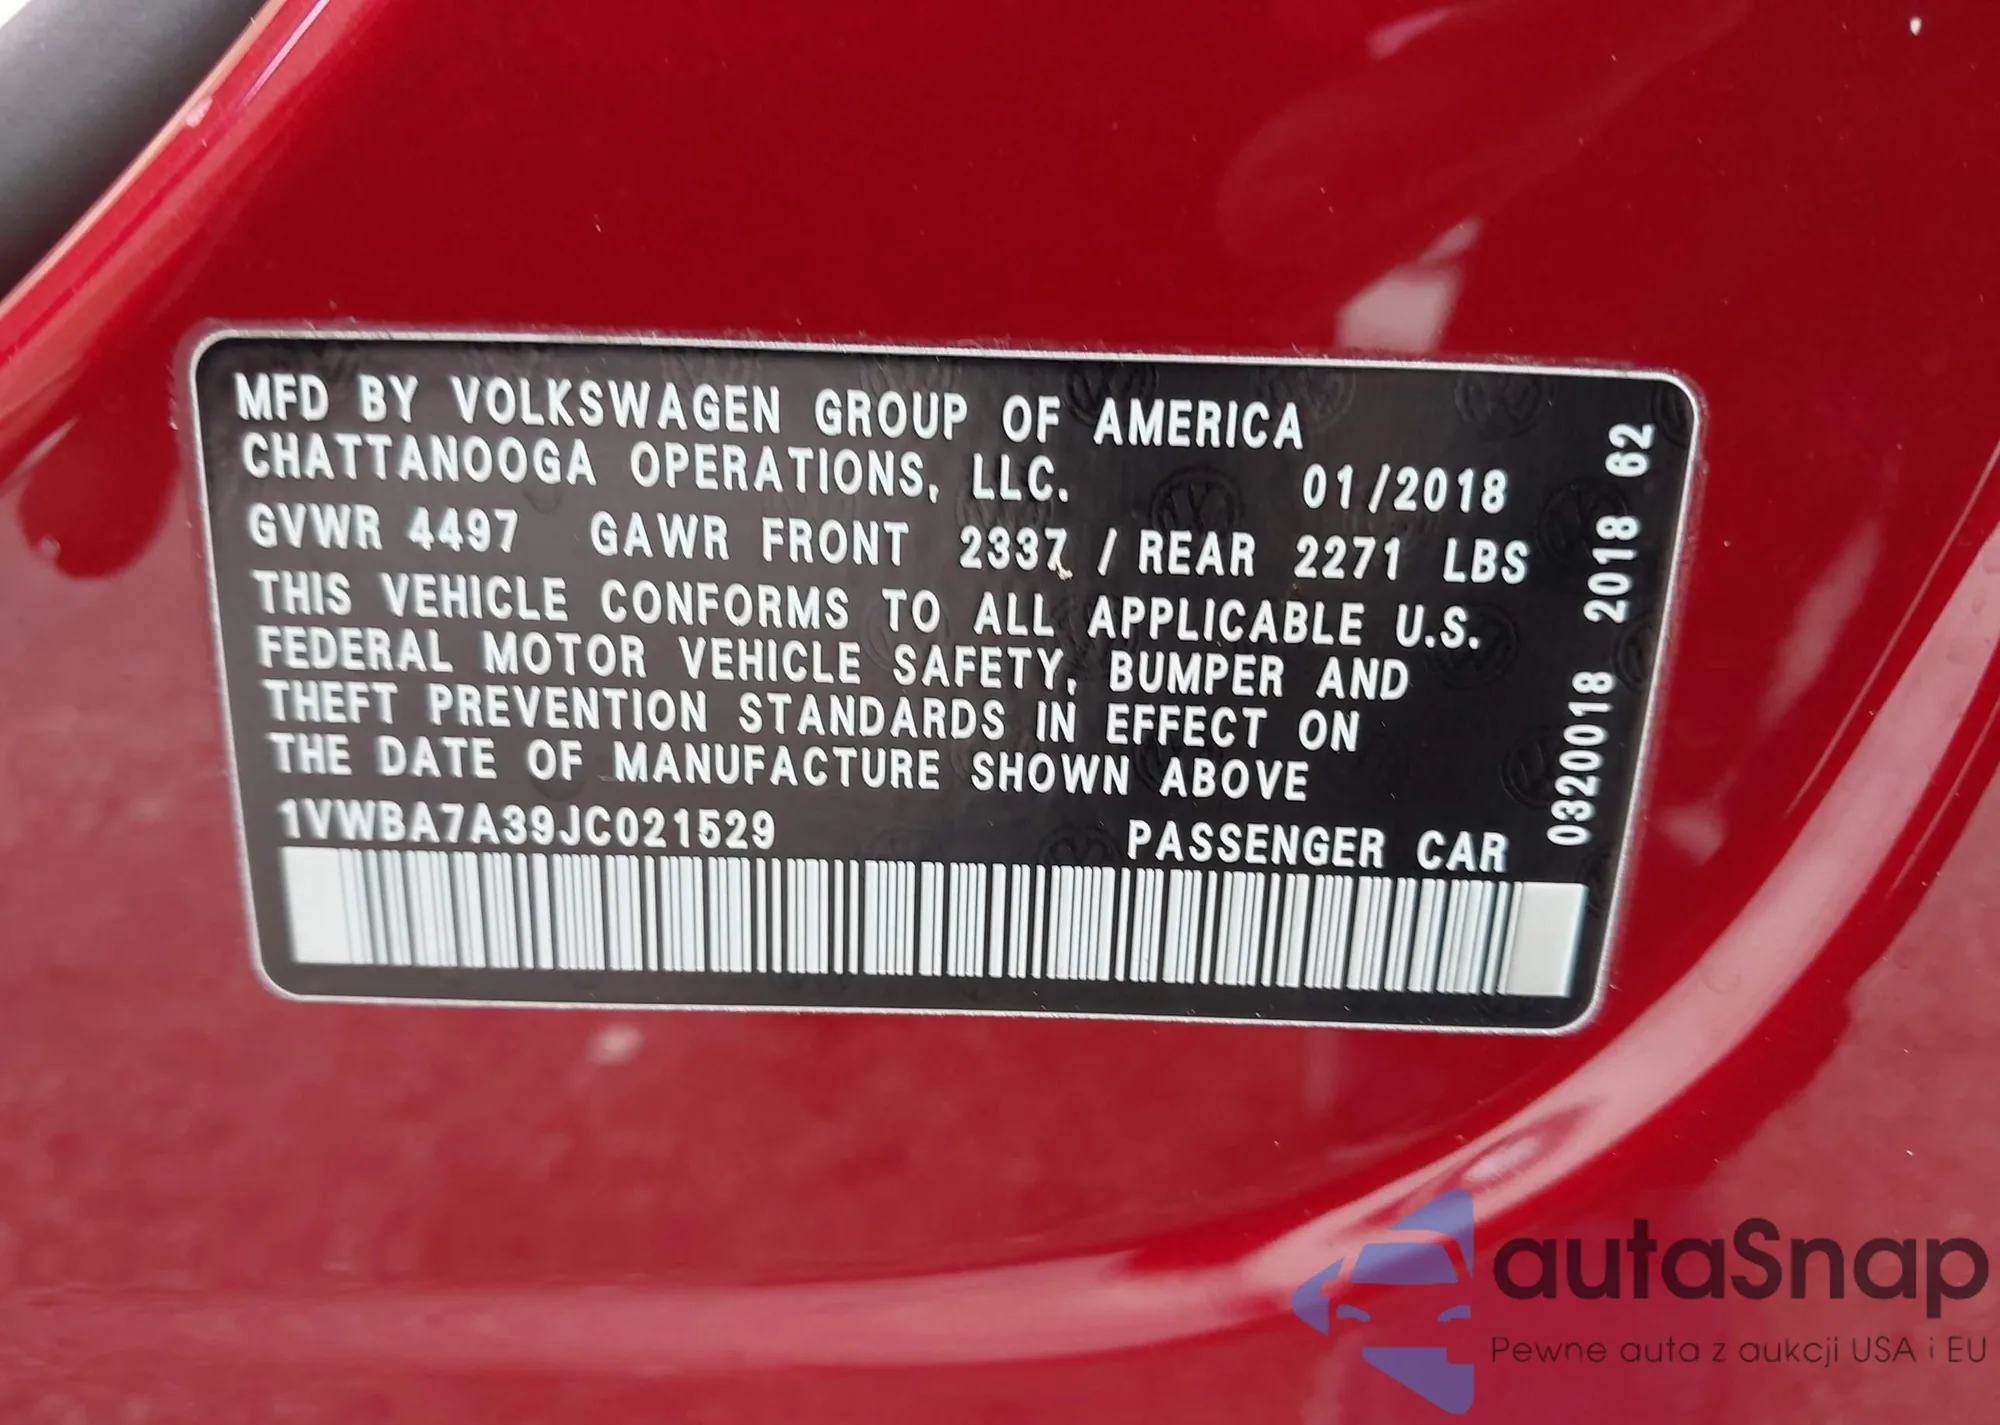 MFD BY VOLKSWAGEN GROUP OF AMERICA
CHATTANOOGA OPERATIONS, LLC. 01/2018
GVWR 4497 GAWR FRONT 2337 / REAR 2271 LBS
THIS VEHICLE CONFORMS TO ALL APPLICABLE U.S.
FEDERAL MOTOR VEHICLE SAFETY, BUMPER AND
THEFT PREVENTION STANDARDS IN EFFECT ON
THE DATE OF MANUFACTURE SHOWN ABOVE
1VWBA7A39JC021529 PASSENGER CAR
0320018 2018 62
autaSnap
Pewne auta z aukcji USA i EU